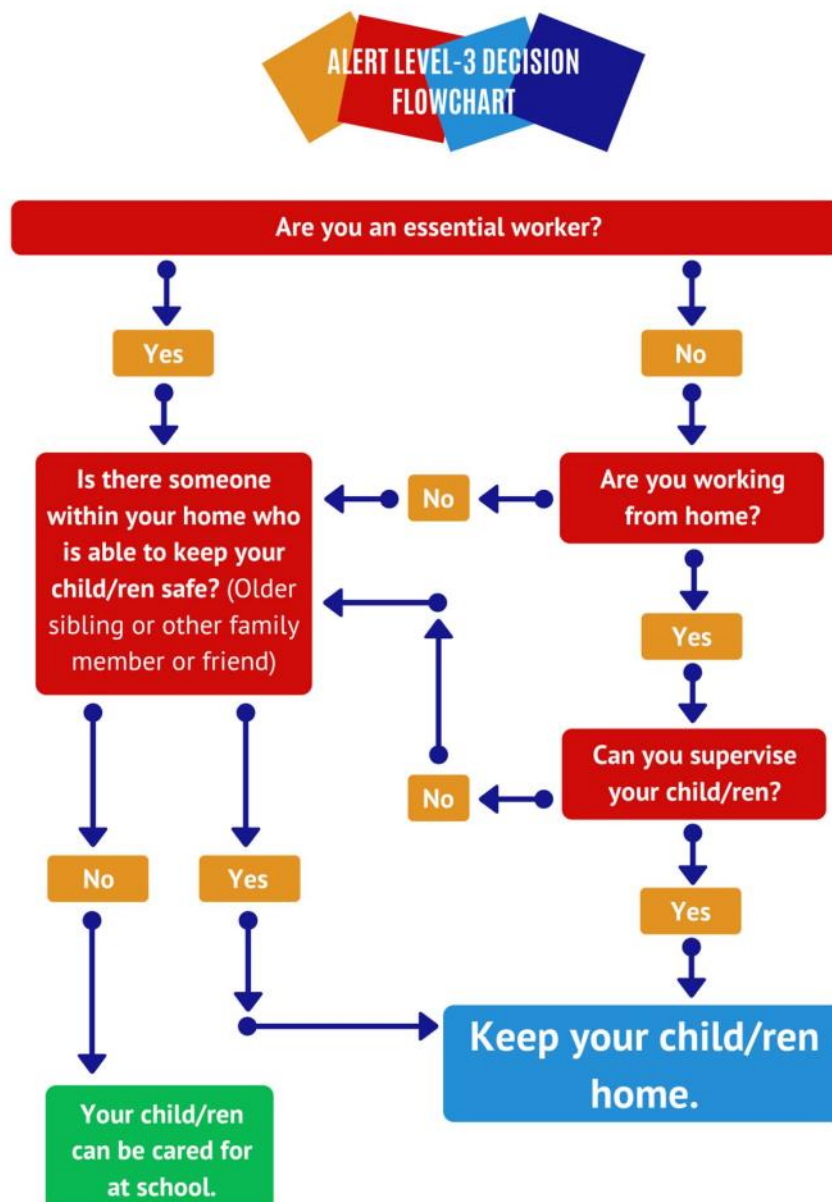 ALERT LEVEL-3 DECISION
FLOWCHART
Are you an essential worker?
Yes
No
Is there someone
within your home who
is able to keep your
child/ren safe? (Older
sibling or other family
member or friend)
No
Are you working
from home?
Yes
Can you supervise
your child/ren?
No
No
Yes
Yes
Keep your child/ren
home.
Your child/ren
can be cared for
at school.